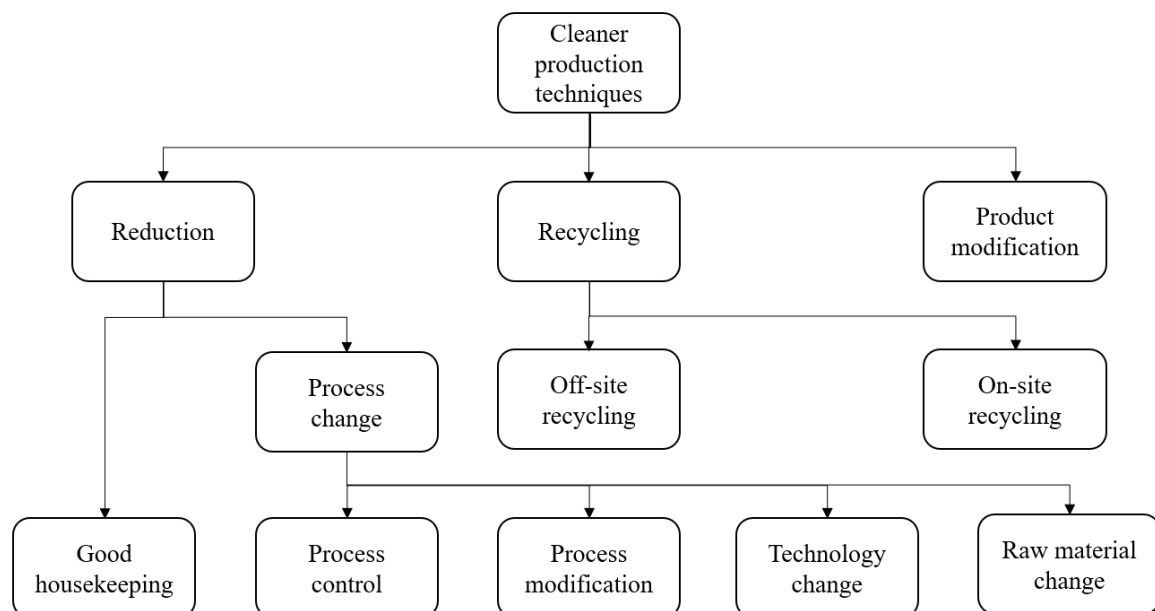 Cleaner
production
techniques
Reduction
Recycling
Product
modification
Process
change
Off-site
recycling
On-site
recycling
Good
housekeeping
Process
control
Process
modification
Technology
change
Raw material
change